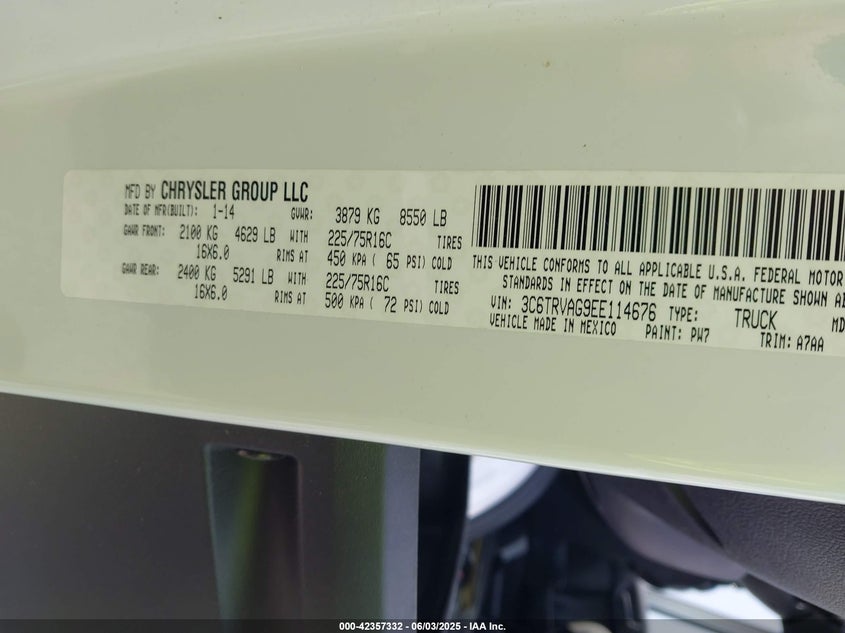 MFD BY CHRYSLER GROUP LLC
DATE OF MFR(BUILT): 1-14 GVWR: 3879 KG 8550 LB
GAWR FRONT: 2100 KG 4629 LB WITH 225/75R16C TIRES
16X6.0 RIMS AT 450 KPA ( 65 PSI) COLD
GAWR REAR: 2400 KG 5291 LB WITH 225/75R16C TIRES
16X6.0 RIMS AT 500 KPA ( 72 PSI) COLD
THIS VEHICLE CONFORMS TO ALL APPLICABLE U.S.A. FEDERAL MOTOR
STANDARDS IN EFFECT ON THE DATE OF MANUFACTURE SHOWN
VIN: 3C6TRVAG9EE114676 TYPE: TRUCK MD
VEHICLE MADE IN MEXICO PAINT: PW7 TRIM: A7AA
000-42357332 - 06/03/2025 - IAA Inc.